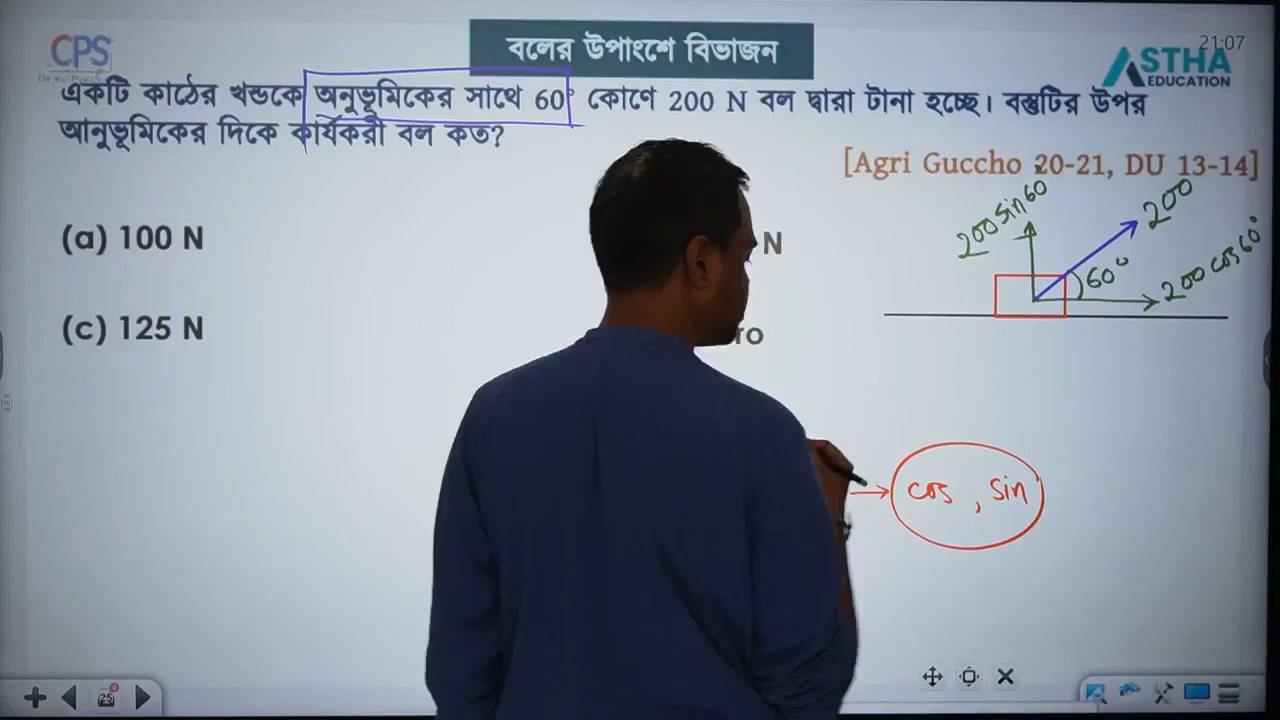 বলের উপাংশে বিভাজন
CPS
21:07
ASTHA
EDUCATION
একটি কাঠের খন্ডকে অনুভূমিকের সাথে 60° কোণে 200 N বল দ্বারা টানা হচ্ছে। বস্তুটির উপর
আনুভূমিকের দিকে কার্যকরী বল কত?
[Agri Guccho 20-21, DU 13-14]
(a) 100 N
N
(c) 125 N
ro
200 sin60°
200
60°
200 cos60°
cos , sin
25